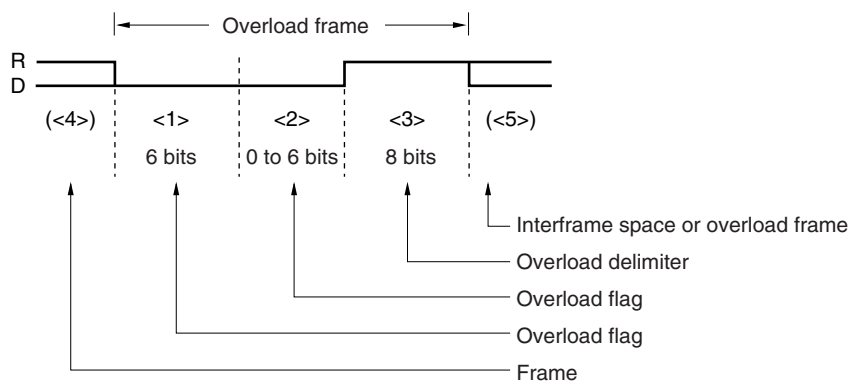 Overload frame
R
D
(<4>) <1> <2> <3> (<5>)
6 bits 0 to 6 bits 8 bits
Interframe space or overload frame
Overload delimiter
Overload flag
Overload flag
Frame